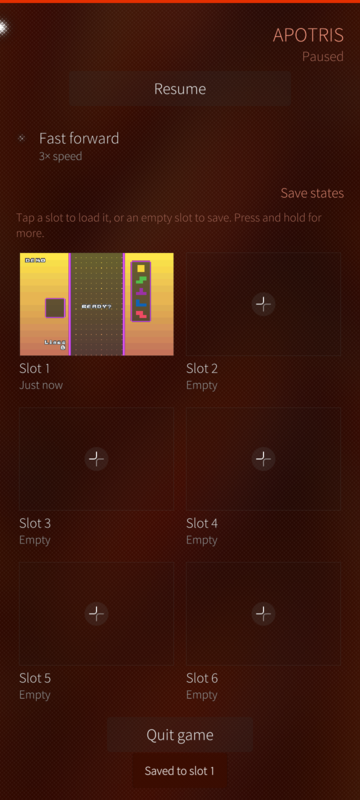 APOTRIS
Paused
Resume
Fast forward
3× speed
Save states
Tap a slot to load it, or an empty slot to save. Press and hold for
more.
READY?
Slot 1
Just now
Slot 2
Empty
Slot 3
Empty
Slot 4
Empty
Slot 5
Empty
Slot 6
Empty
Quit game
Saved to slot 1